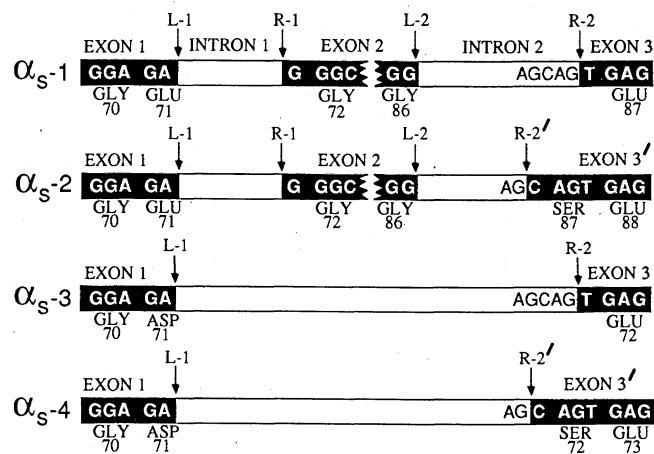 L-1 R-1 L-2 R-2
EXON 1 INTRON 1 EXON 2 INTRON 2 EXON 3
αS-1 GGA GA G GGC GG AGCAG T GAG
GLY GLU GLY GLY GLU
70 71 72 86 87
L-1 R-1 L-2 R-2′
EXON 1 EXON 2 EXON 3′
αS-2 GGA GA G GGC GG AG C AGT GAG
GLY GLU GLY GLY SER GLU
70 71 72 86 87 88
L-1 R-2
EXON 1 EXON 3
αS-3 GGA GA AGCAG T GAG
GLY ASP GLU
70 71 72
L-1 R-2′
EXON 1 EXON 3′
αS-4 GGA GA AG C AGT GAG
GLY ASP SER GLU
70 71 72 73